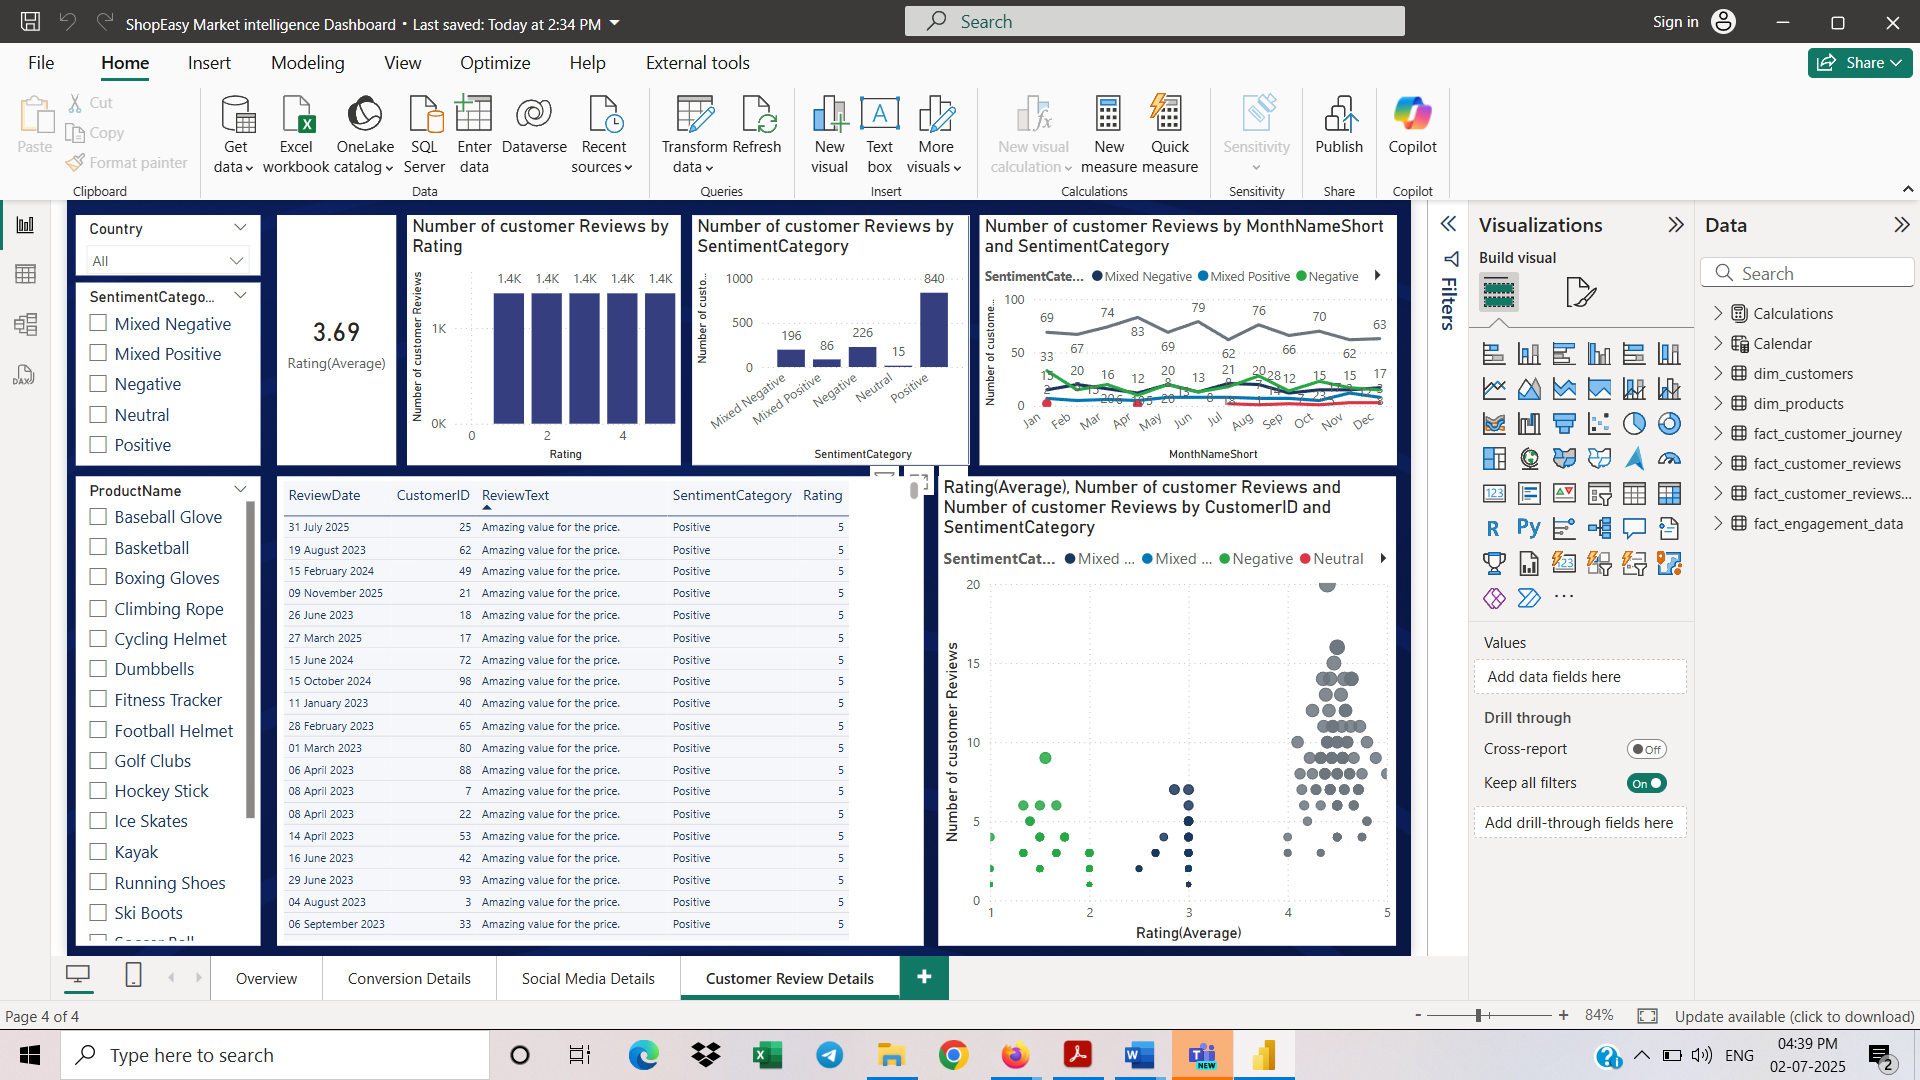 ShopEasy Market intelligence Dashboard • Last saved: Today at 2:34 PM
Search
Sign in
File
Home
Insert
Modeling
View
Optimize
Help
External tools
Share
Paste
Cut
Copy
Format painter
Clipboard
Get data
Excel workbook
OneLake catalog
SQL Server
Enter data
Dataverse
Recent sources
Data
Transform data
Refresh
Queries
New visual
Text box
More visuals
Insert
New visual calculation
New measure
Quick measure
Calculations
Sensitivity
Sensitivity
Publish
Share
Copilot
Copilot
Country
All
SentimentCatego...
Mixed Negative
Mixed Positive
Negative
Neutral
Positive
3.69
Rating(Average)
Number of customer Reviews by
Rating
Number of customer Reviews
1K
0K
1.4K 1.4K 1.4K 1.4K 1.4K
0 2 4
Rating
Number of customer Reviews by
SentimentCategory
Number of custo...
1000
500
0
196
86
226
15
840
Mixed Negative
Mixed Positive
Negative
Neutral
Positive
SentimentCategory
Number of customer Reviews by MonthNameShort
and SentimentCategory
SentimentCate... Mixed Negative Mixed Positive Negative
Number of custome...
100
50
0
69 74 83 79 76 70 63
33 67 69 62 66 62
15 20 16 12 20 13 21 20 28 12 15 15 17
Jan Feb Mar Apr May Jun Jul Aug Sep Oct Nov Dec
MonthNameShort
ProductName
Baseball Glove
Basketball
Boxing Gloves
Climbing Rope
Cycling Helmet
Dumbbells
Fitness Tracker
Football Helmet
Golf Clubs
Hockey Stick
Ice Skates
Kayak
Running Shoes
Ski Boots
ReviewDate CustomerID ReviewText SentimentCategory Rating
31 July 2025 25 Amazing value for the price. Positive 5
19 August 2023 62 Amazing value for the price. Positive 5
15 February 2024 49 Amazing value for the price. Positive 5
09 November 2025 21 Amazing value for the price. Positive 5
26 June 2023 18 Amazing value for the price. Positive 5
27 March 2025 17 Amazing value for the price. Positive 5
15 June 2024 72 Amazing value for the price. Positive 5
15 October 2024 98 Amazing value for the price. Positive 5
11 January 2023 40 Amazing value for the price. Positive 5
28 February 2023 65 Amazing value for the price. Positive 5
01 March 2023 80 Amazing value for the price. Positive 5
06 April 2023 88 Amazing value for the price. Positive 5
08 April 2023 7 Amazing value for the price. Positive 5
08 April 2023 22 Amazing value for the price. Positive 5
14 April 2023 53 Amazing value for the price. Positive 5
16 June 2023 42 Amazing value for the price. Positive 5
29 June 2023 93 Amazing value for the price. Positive 5
04 August 2023 3 Amazing value for the price. Positive 5
06 September 2023 33 Amazing value for the price. Positive 5
Rating(Average), Number of customer Reviews and
Number of customer Reviews by CustomerID and
SentimentCategory
SentimentCat... Mixed ... Mixed ... Negative Neutral
Number of customer Reviews
20
15
10
5
0
1 2 3 4 5
Rating(Average)
Filters
Visualizations
Build visual
Values
Add data fields here
Drill through
Cross-report
Off
Keep all filters
On
Add drill-through fields here
Data
Search
Calculations
Calendar
dim_customers
dim_products
fact_customer_journey
fact_customer_reviews
fact_customer_reviews...
fact_engagement_data
DAX
R Py
123
Overview
Conversion Details
Social Media Details
Customer Review Details
+
Page 4 of 4
- + 84%
Update available (click to download)
Type here to search
NEW
ENG
04:39 PM
02-07-2025
2